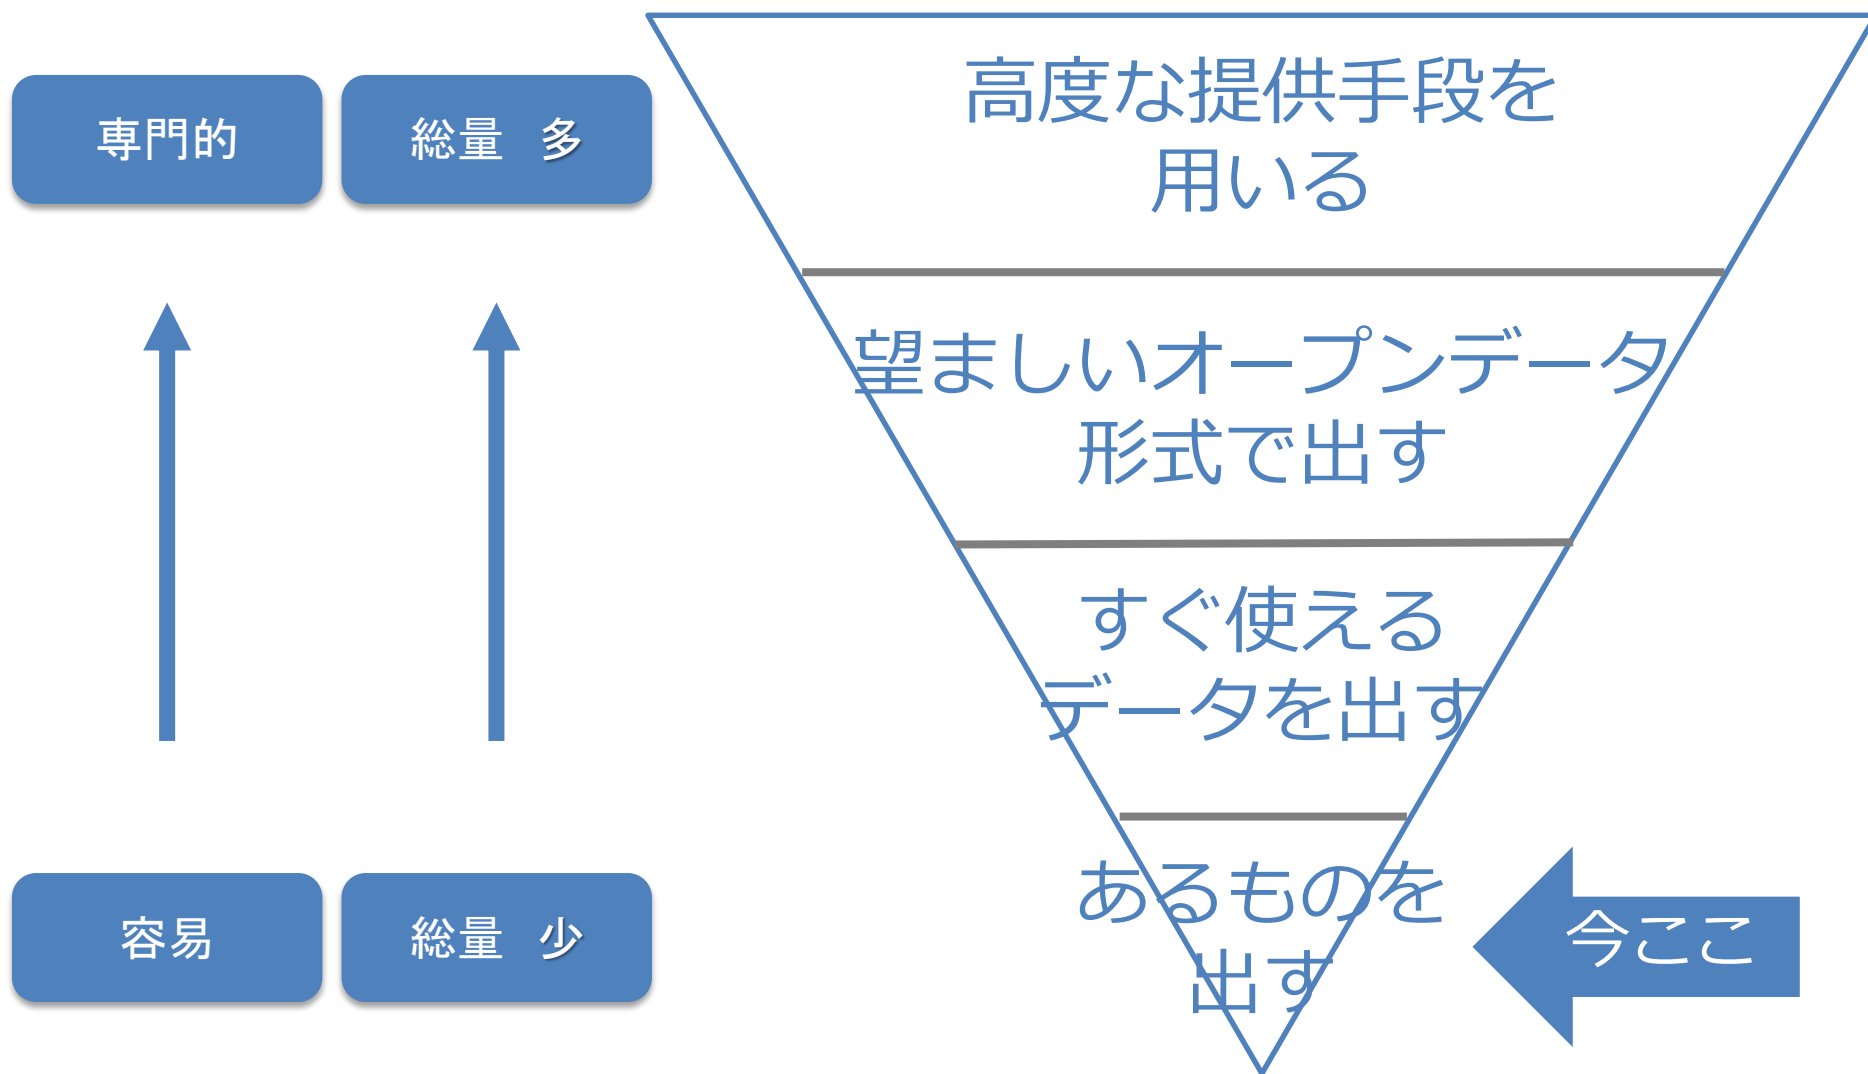 専門的
総量 多
高度な提供手段を
用いる
望ましいオープンデータ
形式で出す
すぐ使える
データを出す
あるものを
出す
容易
総量 少
今ここ